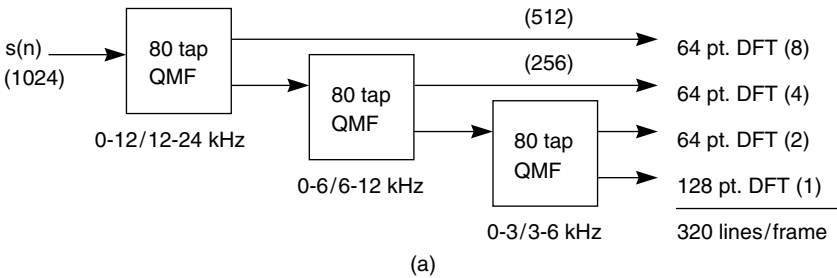 (512)
s(n)
(1024)
80 tap
QMF
64 pt. DFT (8)
(256)
80 tap
QMF
64 pt. DFT (4)
0-12/12-24 kHz
80 tap
QMF
64 pt. DFT (2)
0-6/6-12 kHz
128 pt. DFT (1)
0-3/3-6 kHz
320 lines/frame
(a)